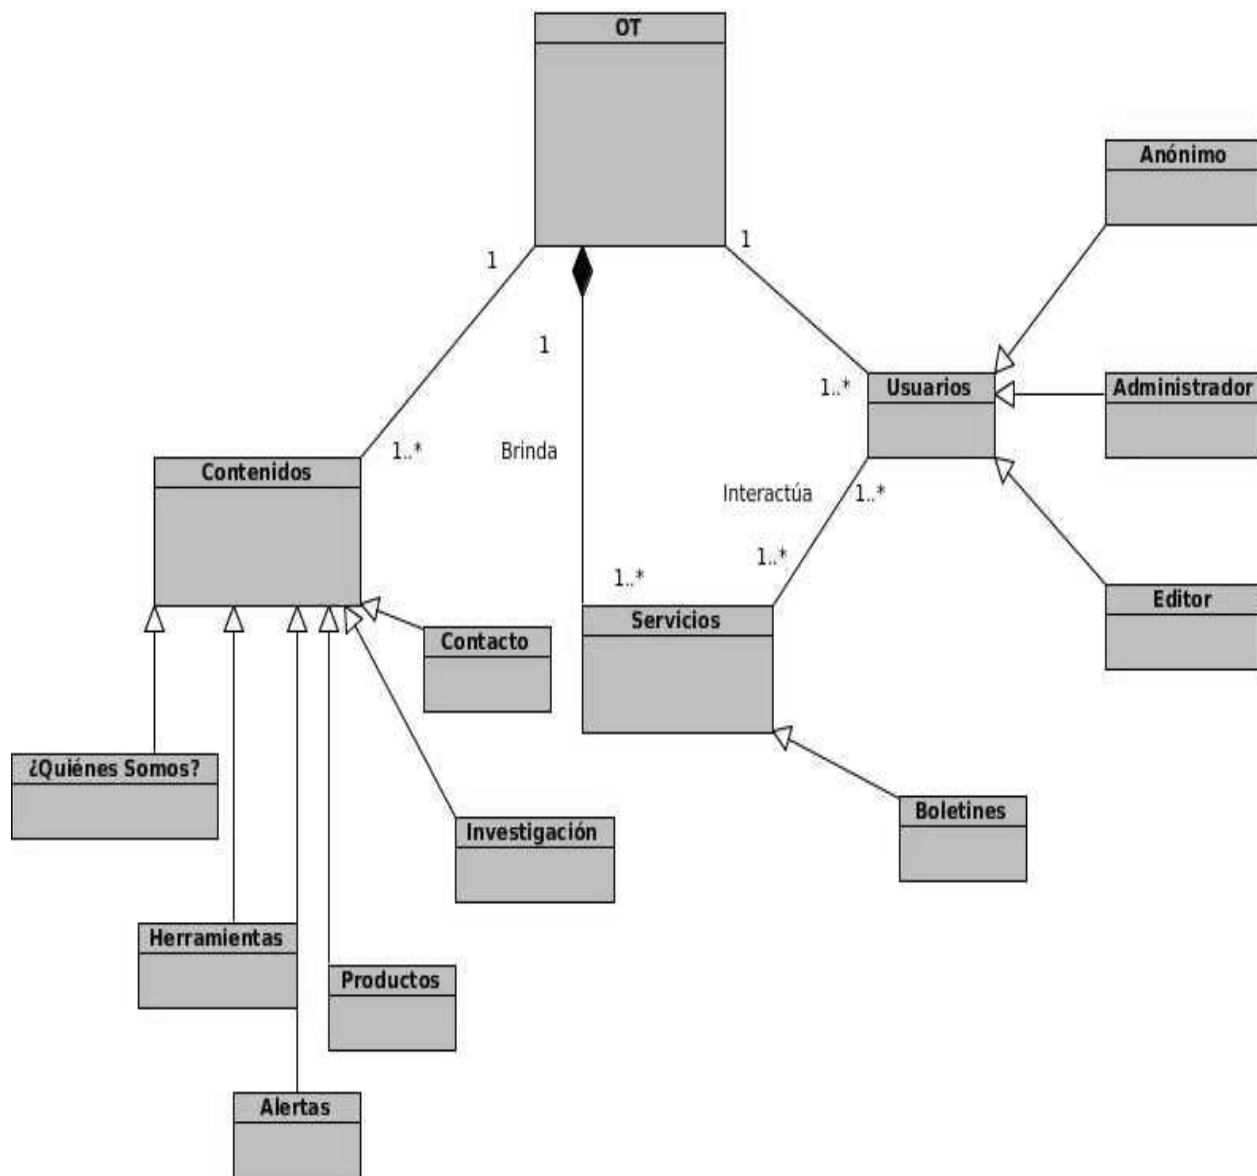 OT
Anónimo
1
1
1
Usuarios
Administrador
1..*
1..*
Brinda
Contenidos
Interactúa
1..*
1..*
1..*
Editor
Servicios
Contacto
¿Quiénes Somos?
Boletines
Investigación
Herramientas
Productos
Alertas